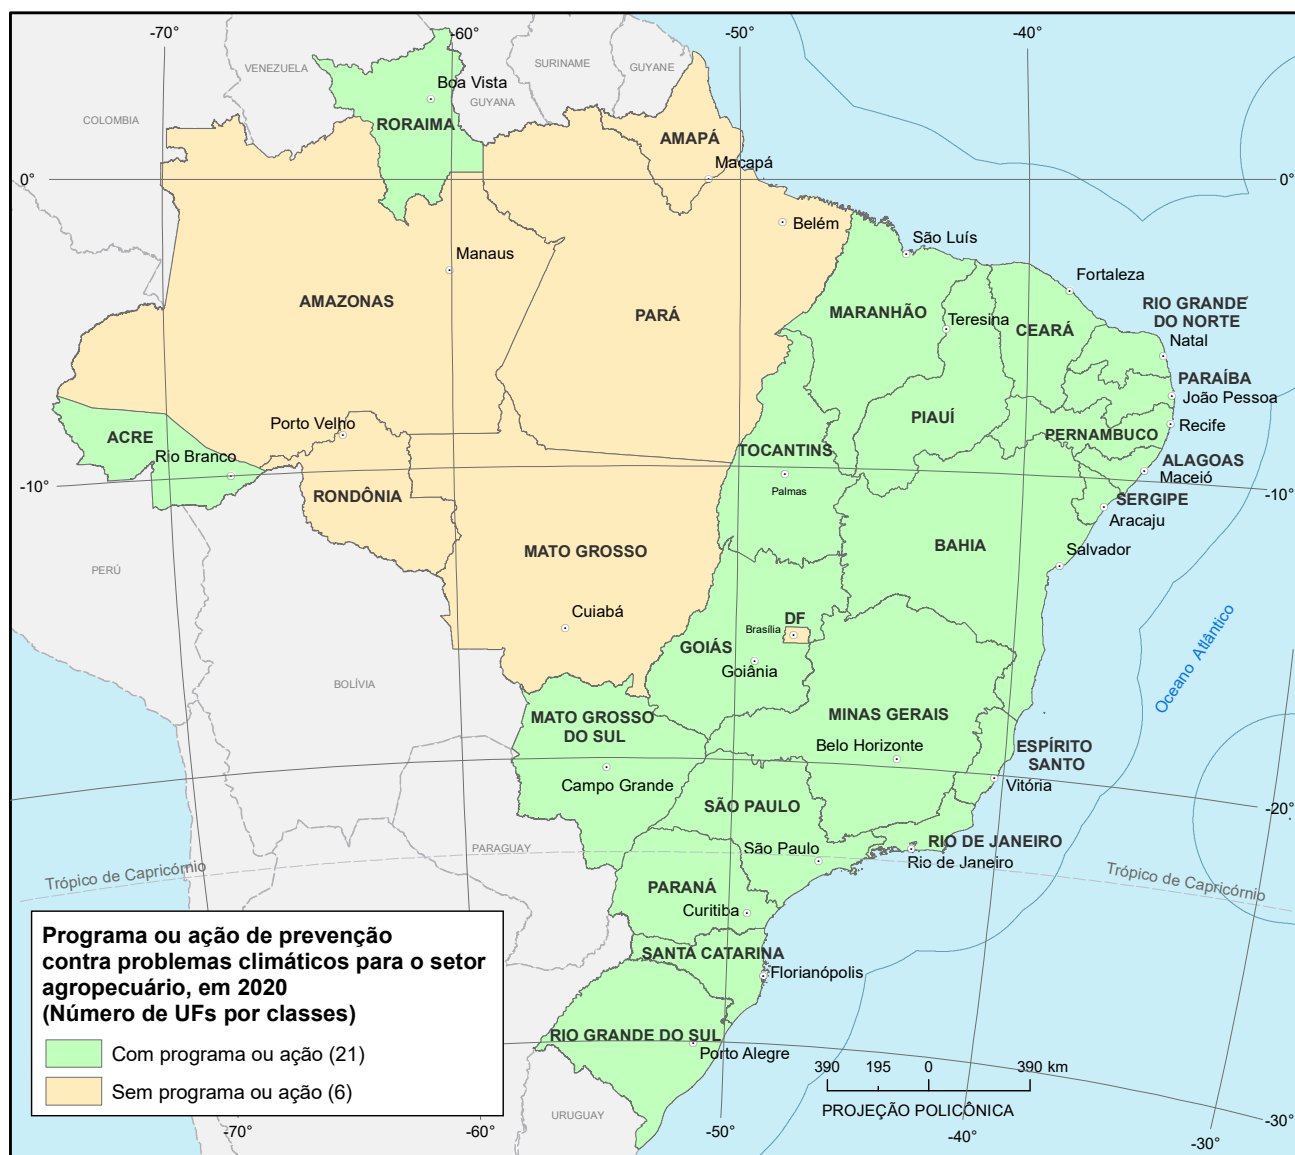 -70°
-60°
-50°
-40°
VENEZUELA
SURINAME
GUYANE
Boa Vista
GUYANA
COLOMBIA
RORAIMA
AMAPÁ
Macapá
0°
0°
Belém
São Luís
Manaus
Fortaleza
AMAZONAS
PARÁ
MARANHÃO
Teresina
CEARÁ
RIO GRANDE
DO NORTE
Natal
PARAÍBA
João Pessoa
ACRE
Porto Velho
PIAUÍ
Recife
PERNAMBUCO
Rio Branco
TOCANTINS
ALAGOAS
Maceió
-10°
-10°
Palmas
RONDÔNIA
SERGIPE
Aracaju
MATO GROSSO
BAHIA
Salvador
PERÚ
Cuiabá
DF
Brasília
GOIÁS
Goiânia
Oceano Atlântico
BOLÍVIA
MATO GROSSO
DO SUL
MINAS GERAIS
Belo Horizonte
ESPÍRITO
SANTO
Vitória
Campo Grande
SÃO PAULO
-20°
PARAGUAY
São Paulo
RIO DE JANEIRO
Rio de Janeiro
Trópico de Capricórnio
Trópico de Capricórnio
PARANÁ
Curitiba
SANTA CATARINA
Florianópolis
RIO GRANDE DO SUL
Porto Alegre
URUGUAY
Programa ou ação de prevenção
contra problemas climáticos para o setor
agropecuário, em 2020
(Número de UFs por classes)
Com programa ou ação (21)
Sem programa ou ação (6)
390 195 0 390 km
PROJEÇÃO POLICÔNICA
-70°
-60°
-50°
-40°
-30°
-30°